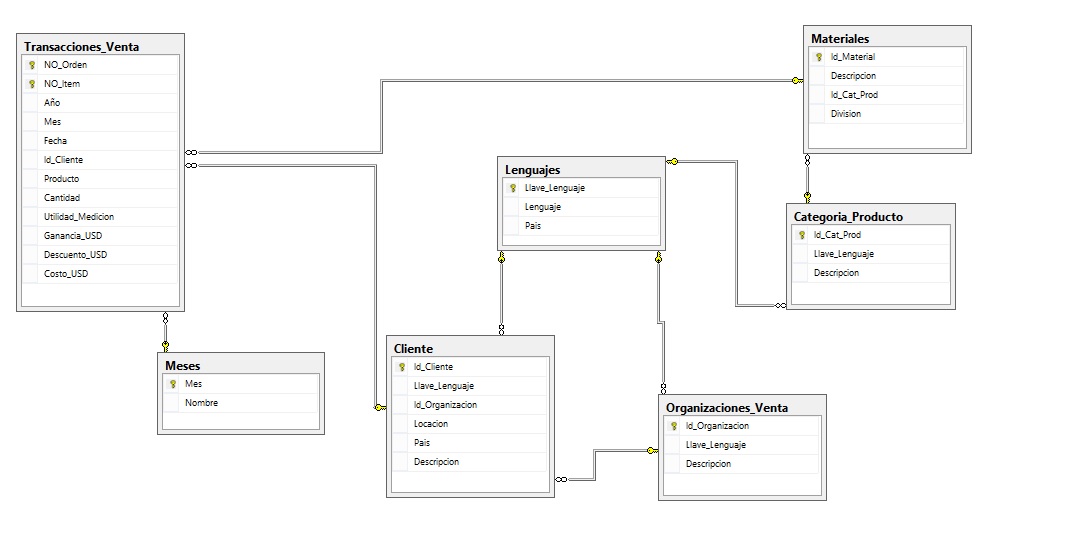 Transacciones_Venta
NO_Orden
NO_Item
Año
Mes
Fecha
Id_Cliente
Producto
Cantidad
Utilidad_Medicion
Ganancia_USD
Descuento_USD
Costo_USD
Meses
Mes
Nombre
Lenguajes
Llave_Lenguaje
Lenguaje
Pais
Cliente
Id_Cliente
Llave_Lenguaje
Id_Organizacion
Locacion
Pais
Descripcion
Materiales
Id_Material
Descripcion
Id_Cat_Prod
Division
Categoria_Producto
Id_Cat_Prod
Llave_Lenguaje
Descripcion
Organizaciones_Venta
Id_Organizacion
Llave_Lenguaje
Descripcion